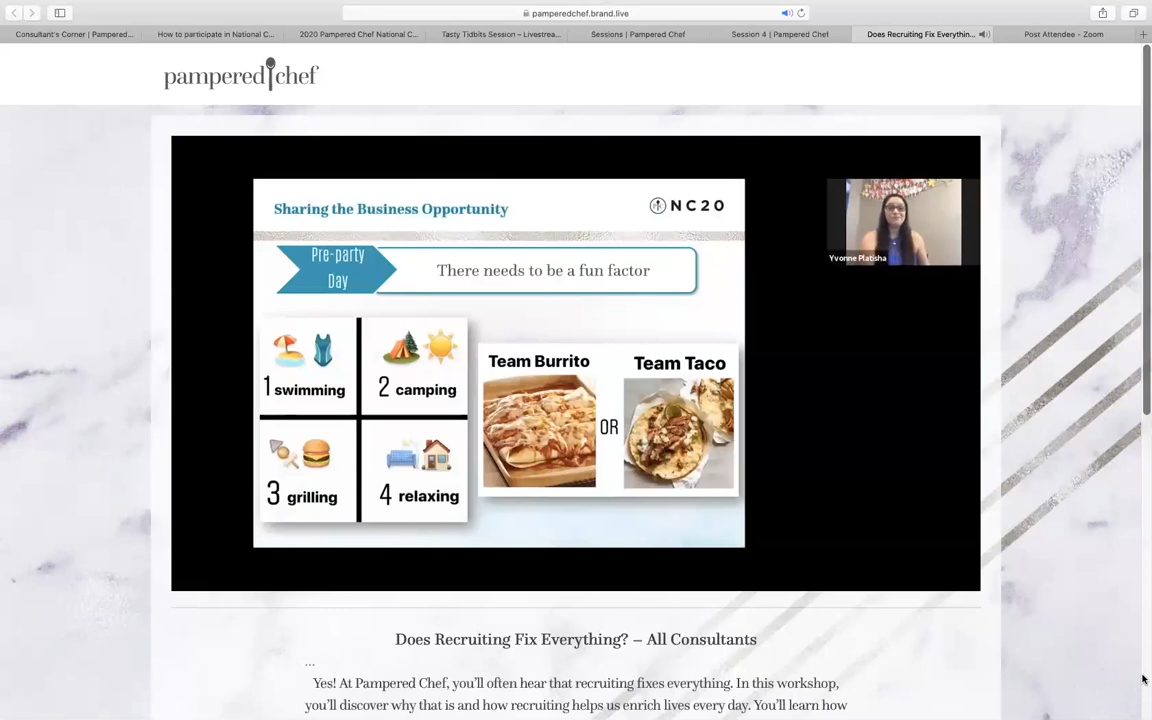 pamperedchef.brand.live
Consultant's Corner | Pampered...
How to participate in National C...
2020 Pampered Chef National C...
Tasty Tidbits Session – Livestrea...
Sessions | Pampered Chef
Session 4 | Pampered Chef
Does Recruiting Fix Everythin...
Post Attendee - Zoom
pampered chef
Sharing the Business Opportunity
NC20
Pre-party
Day
There needs to be a fun factor
1 swimming
2 camping
3 grilling
4 relaxing
Team Burrito
OR
Team Taco
Yvonne Platisha
Does Recruiting Fix Everything? – All Consultants
...
Yes! At Pampered Chef, you'll often hear that recruiting fixes everything. In this workshop,
you'll discover why that is and how recruiting helps us enrich lives every day. You'll learn how